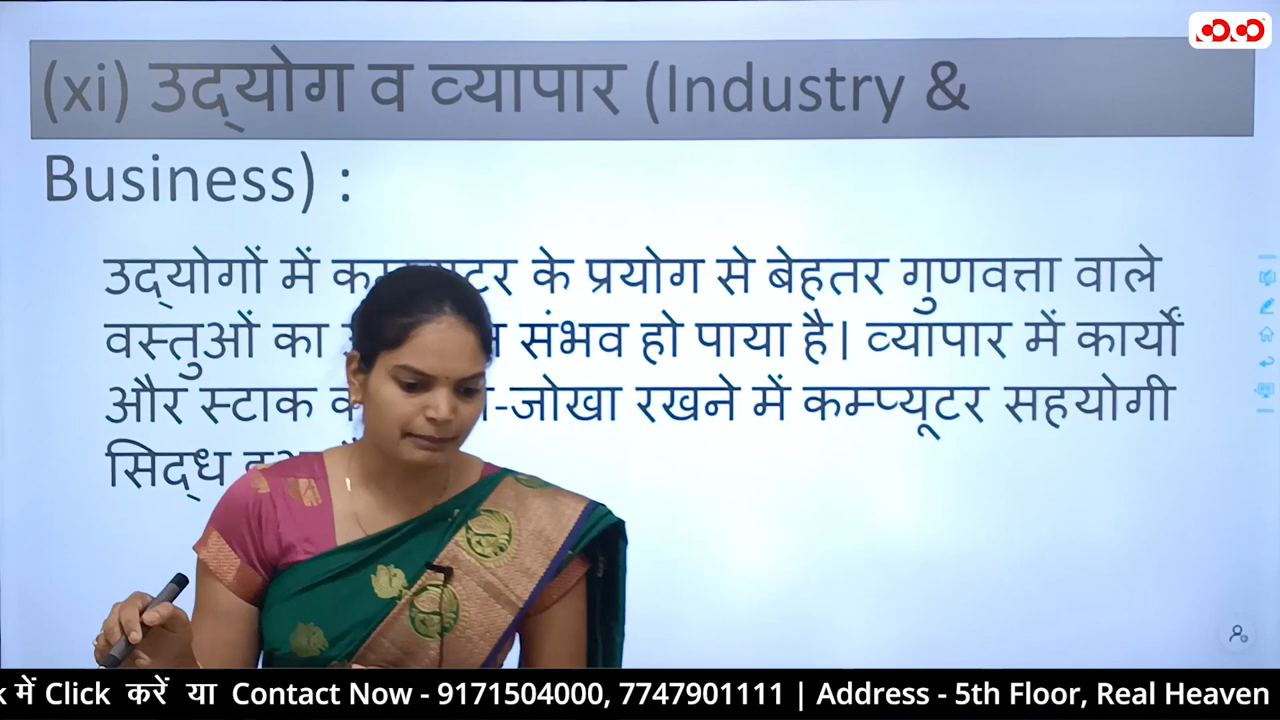 (xi) उद्योग व व्यापार (Industry &
Business) :
उद्योगों में के प्रयोग से बेहतर गुणवत्ता वाले
वस्तुओं का संभव हो पाया है। व्यापार में कार्यों
और स्टाक -जोखा रखने में कम्प्यूटर सहयोगी
सिद्ध
में Click करें या Contact Now - 9171504000, 7747901111 | Address - 5th Floor, Real Heaven